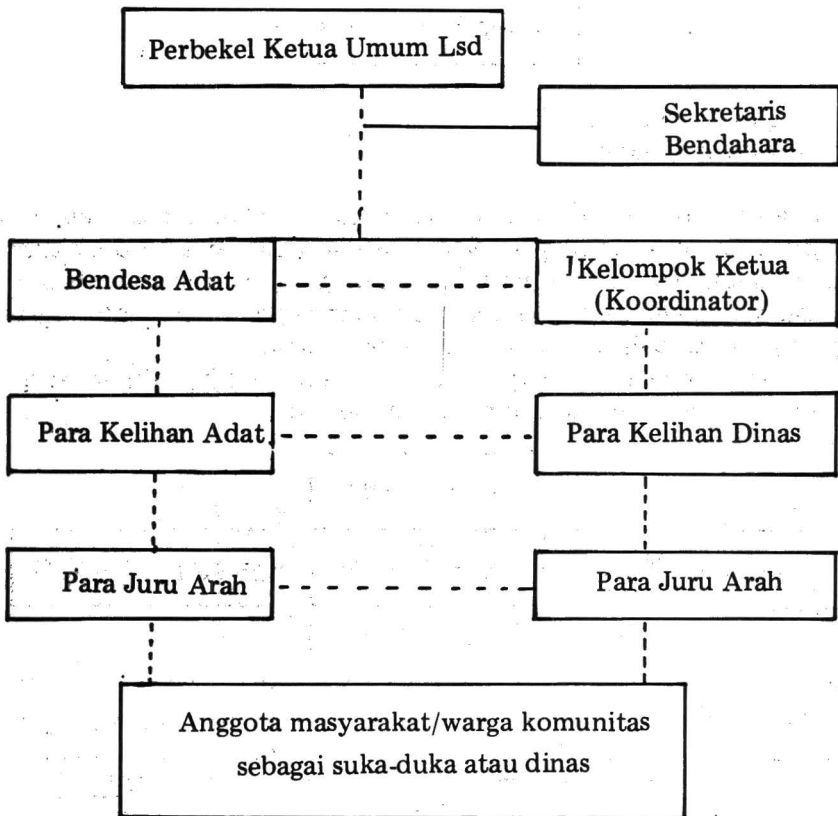 Perbekel Ketua Umum Lsd
Sekretaris
Bendahara
Bendesa Adat
Kelompok Ketua
(Koordinator)
Para Kelihan Adat
Para Kelihan Dinas
Para Juru Arah
Para Juru Arah
Anggota masyarakat/warga komunitas
sebagai suka-duka atau dinas